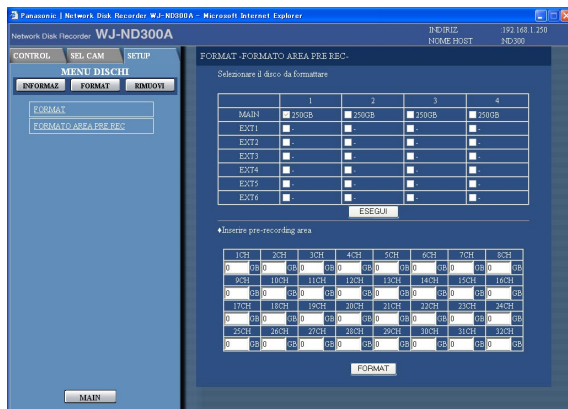 Panasonic | Network Disk Recorder WJ-ND300A - Microsoft Internet Explorer
Network Disk Recorder WJ-ND300A
INDIRIZ :192.168.1.250
NOME HOST :ND300
CONTROL SEL CAM SETUP
MENU DISCHI
INFORMAZ FORMAT RIMUOVI
FORMAT
FORMATO AREA PRE REC
MAIN
FORMAT -FORMATO AREA PRE REC-
Selezionare il disco da formattare
1 2 3 4
MAIN 250GB 250GB 250GB 250GB
EXT1 - - - -
EXT2 - - - -
EXT3 - - - -
EXT4 - - - -
EXT5 - - - -
EXT6 - - - -
ESEGUI
♦Inserire pre-recording area
1CH 2CH 3CH 4CH 5CH 6CH 7CH 8CH
0 GB 0 GB 0 GB 0 GB 0 GB 0 GB 0 GB 0 GB
9CH 10CH 11CH 12CH 13CH 14CH 15CH 16CH
0 GB 0 GB 0 GB 0 GB 0 GB 0 GB 0 GB 0 GB
17CH 18CH 19CH 20CH 21CH 22CH 23CH 24CH
0 GB 0 GB 0 GB 0 GB 0 GB 0 GB 0 GB 0 GB
25CH 26CH 27CH 28CH 29CH 30CH 31CH 32CH
0 GB 0 GB 0 GB 0 GB 0 GB 0 GB 0 GB 0 GB
FORMAT